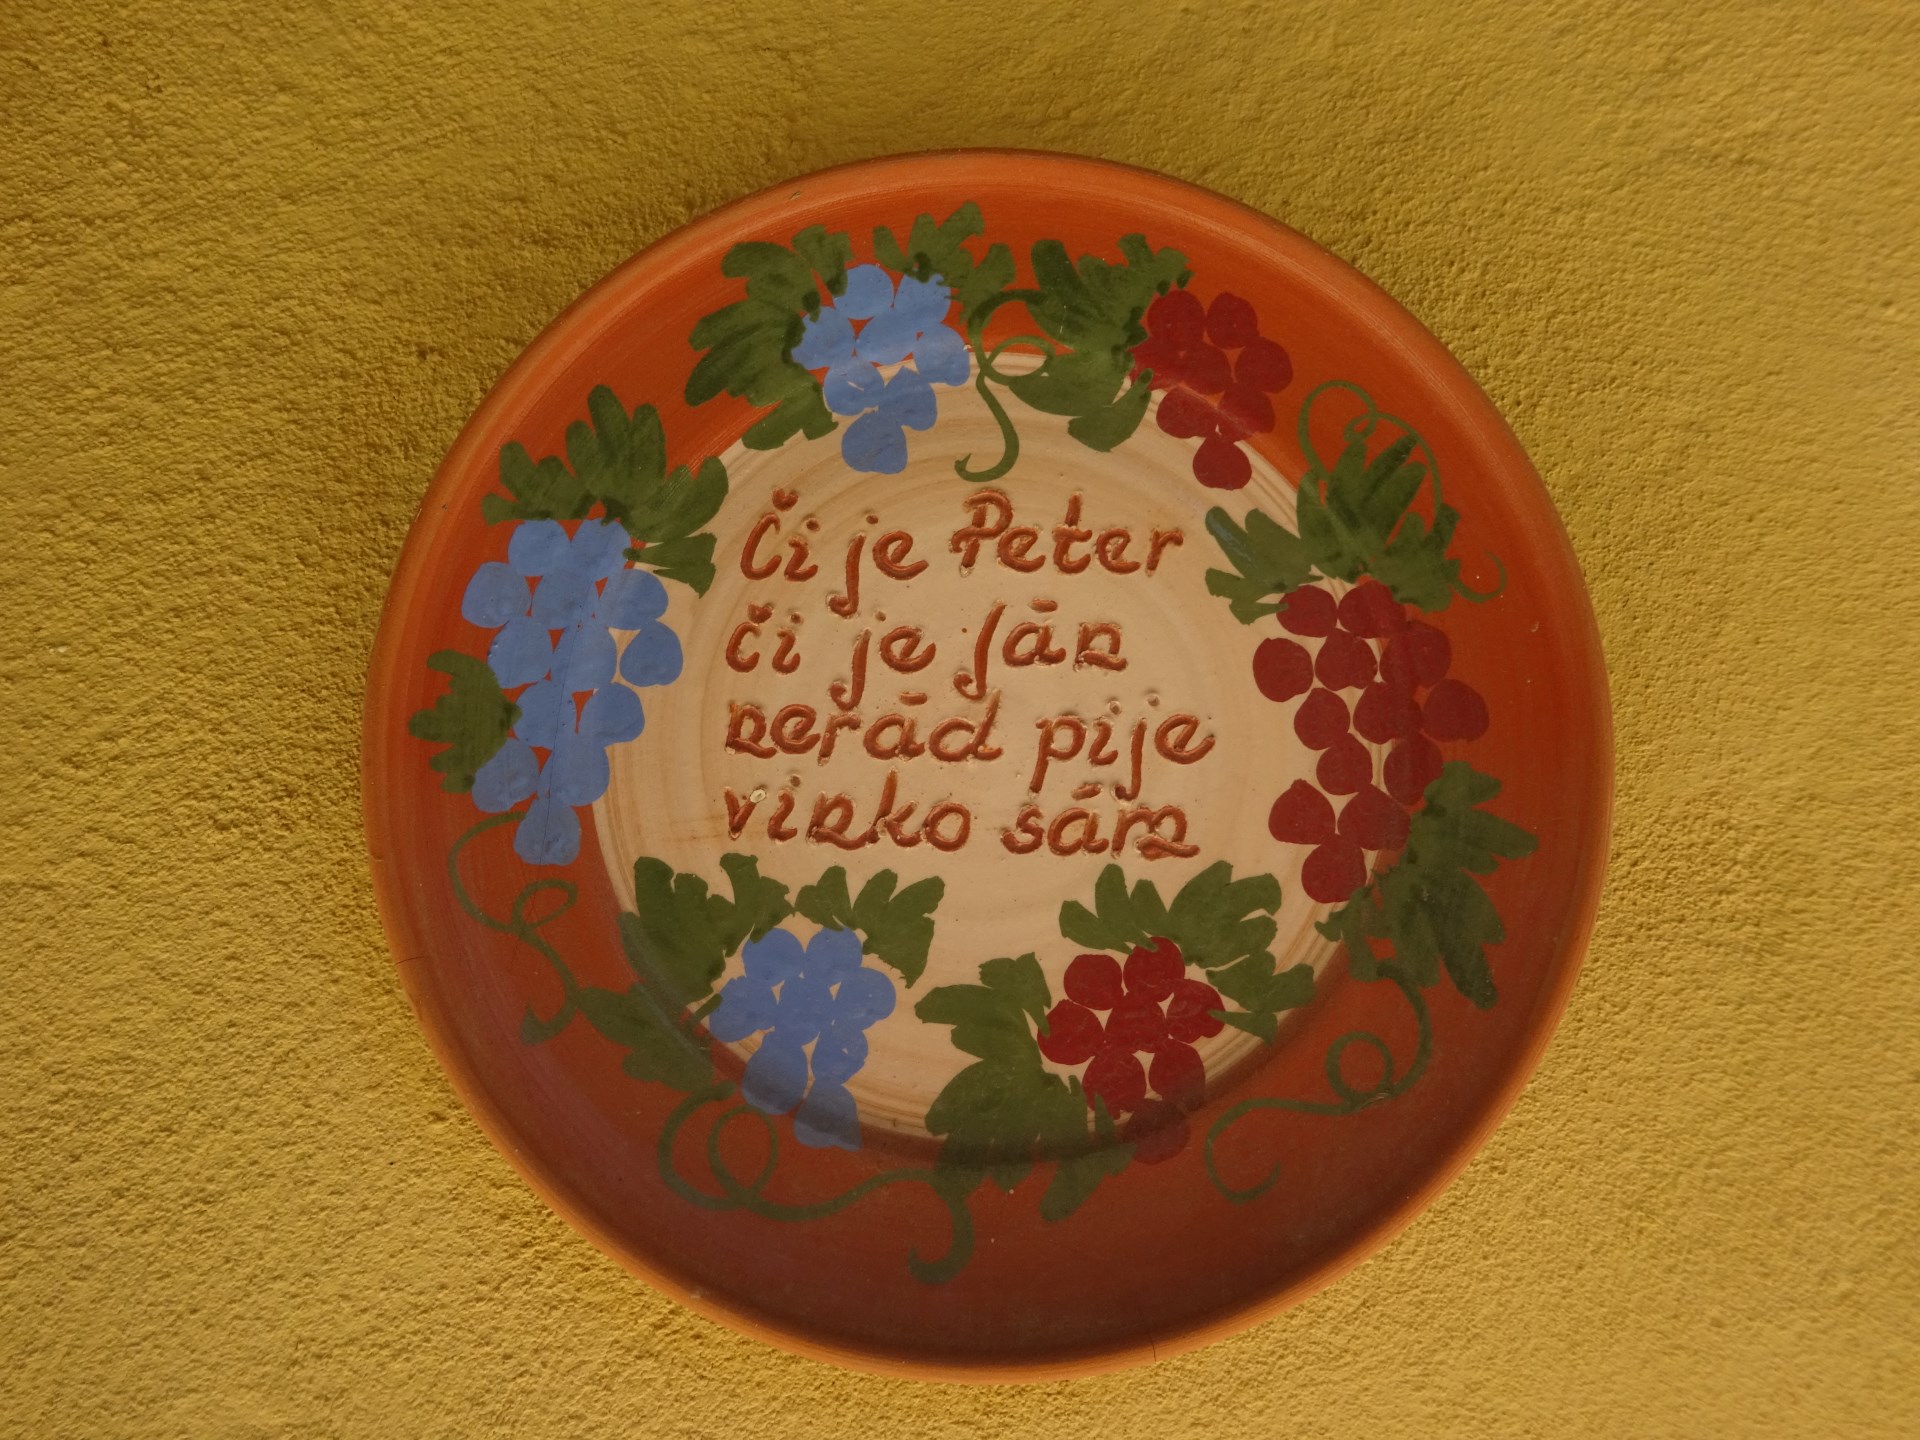 Či je Peter
či je Ján
nerád pije
vinko sám